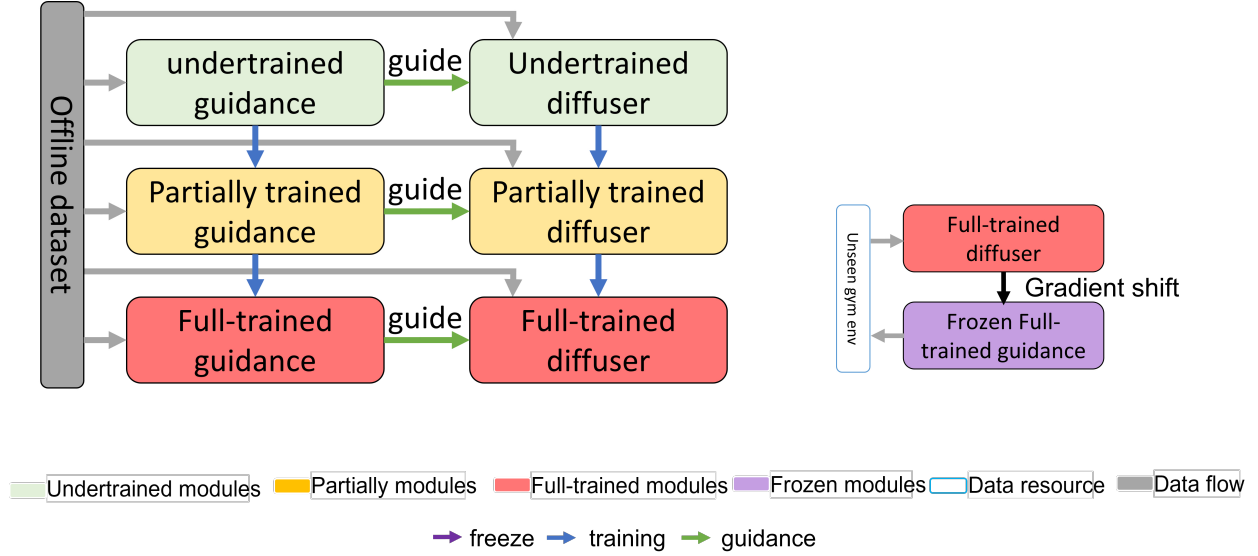 Offline dataset
undertrained
guidance
guide
Undertrained
diffuser
Partially trained
guidance
guide
Partially trained
diffuser
Full-trained
guidance
guide
Full-trained
diffuser
Unseen gym env
Full-trained
diffuser
Gradient shift
Frozen Full-
trained guidance
Undertrained modules
Partially modules
Full-trained modules
Frozen modules
Data resource
Data flow
freeze
training
guidance